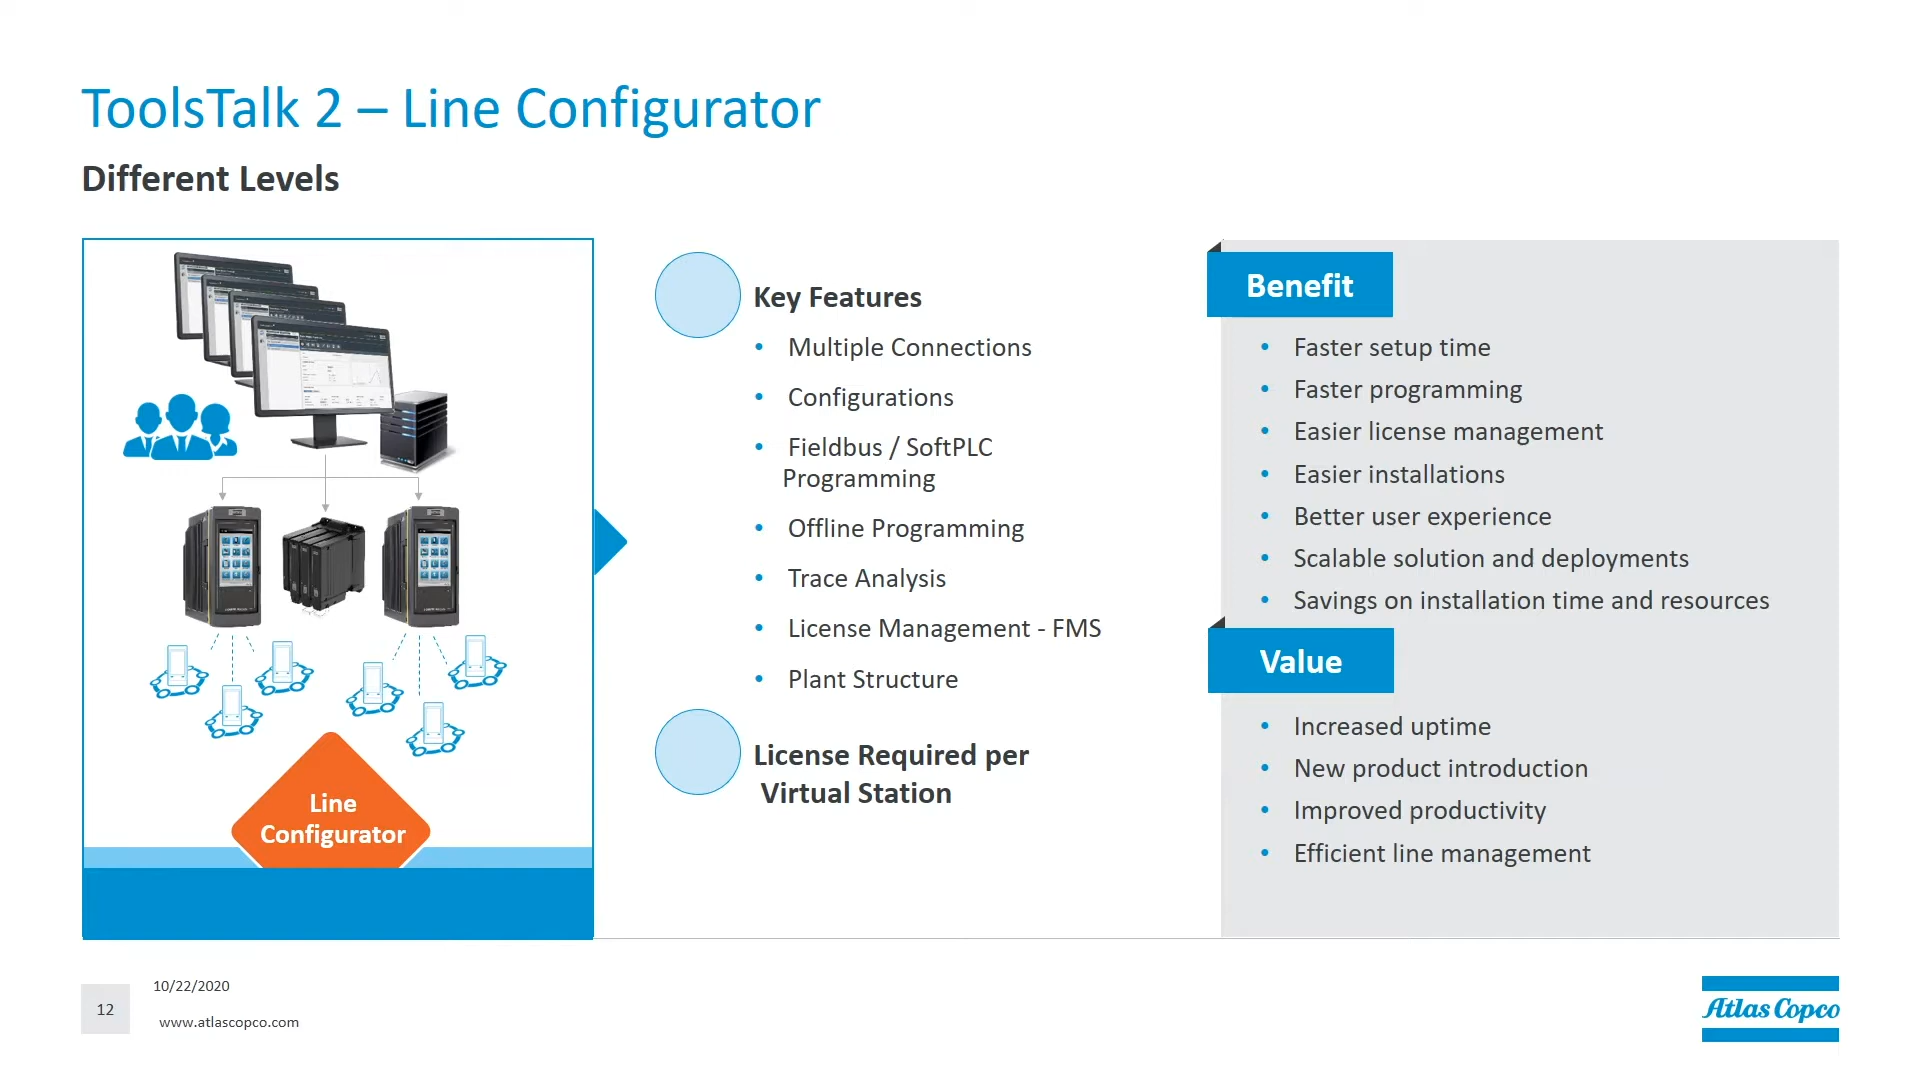 ToolsTalk 2 – Line Configurator
Different Levels
Line
Configurator
Key Features
• Multiple Connections
• Configurations
• Fieldbus / SoftPLC
Programming
• Offline Programming
• Trace Analysis
• License Management - FMS
• Plant Structure
License Required per
Virtual Station
Benefit
• Faster setup time
• Faster programming
• Easier license management
• Easier installations
• Better user experience
• Scalable solution and deployments
• Savings on installation time and resources
Value
• Increased uptime
• New product introduction
• Improved productivity
• Efficient line management
12
10/22/2020
www.atlascopco.com
Atlas Copco